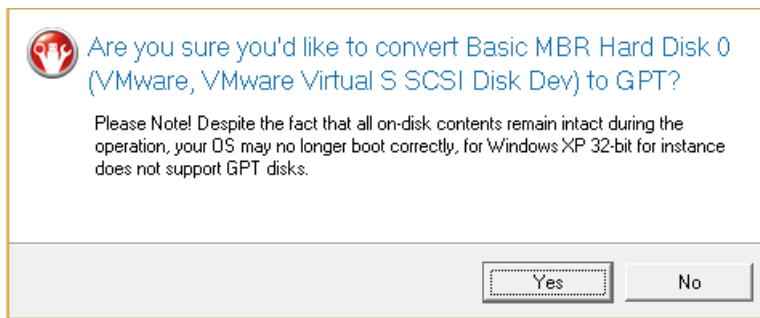 Are you sure you'd like to convert Basic MBR Hard Disk 0
(VMware, VMware Virtual S SCSI Disk Dev) to GPT?
Please Note! Despite the fact that all on-disk contents remain intact during the
operation, your OS may no longer boot correctly, for Windows XP 32-bit for instance
does not support GPT disks.
Yes
No